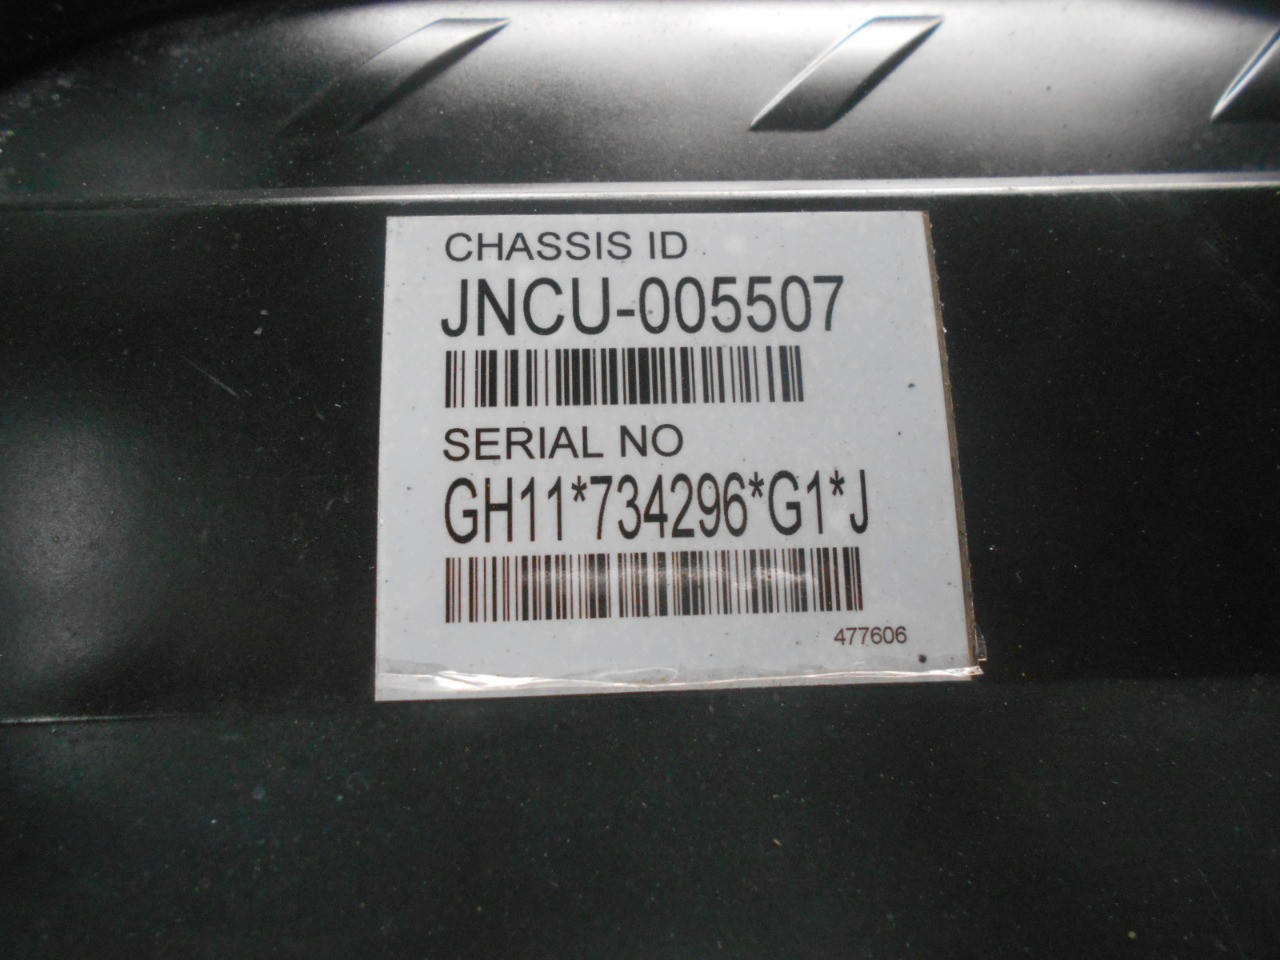 CHASSIS ID
JNCU-005507
SERIAL NO
GH11*734296*G1*J
477606